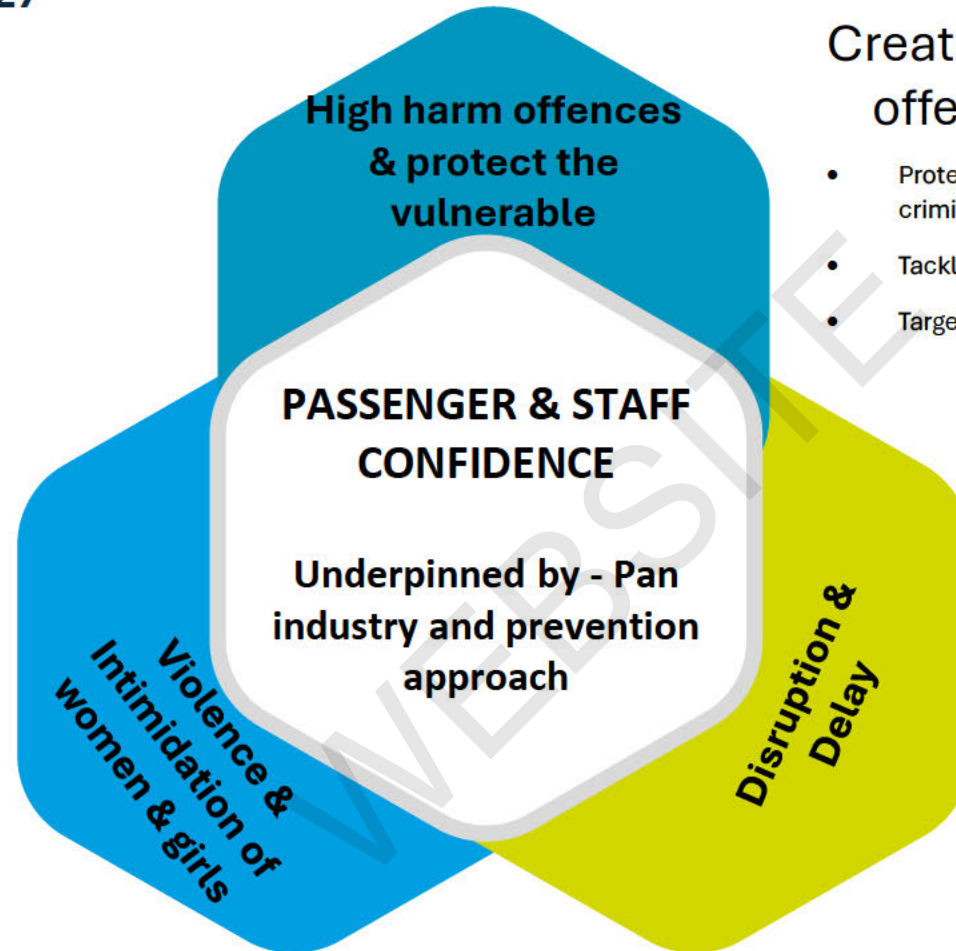 27
High harm offences
& protect the
vulnerable
PASSENGER & STAFF
CONFIDENCE
Underpinned by - Pan
industry and prevention
approach
Violence &
Intimidation of
women & girls
Disruption &
Delay
WEBSITE